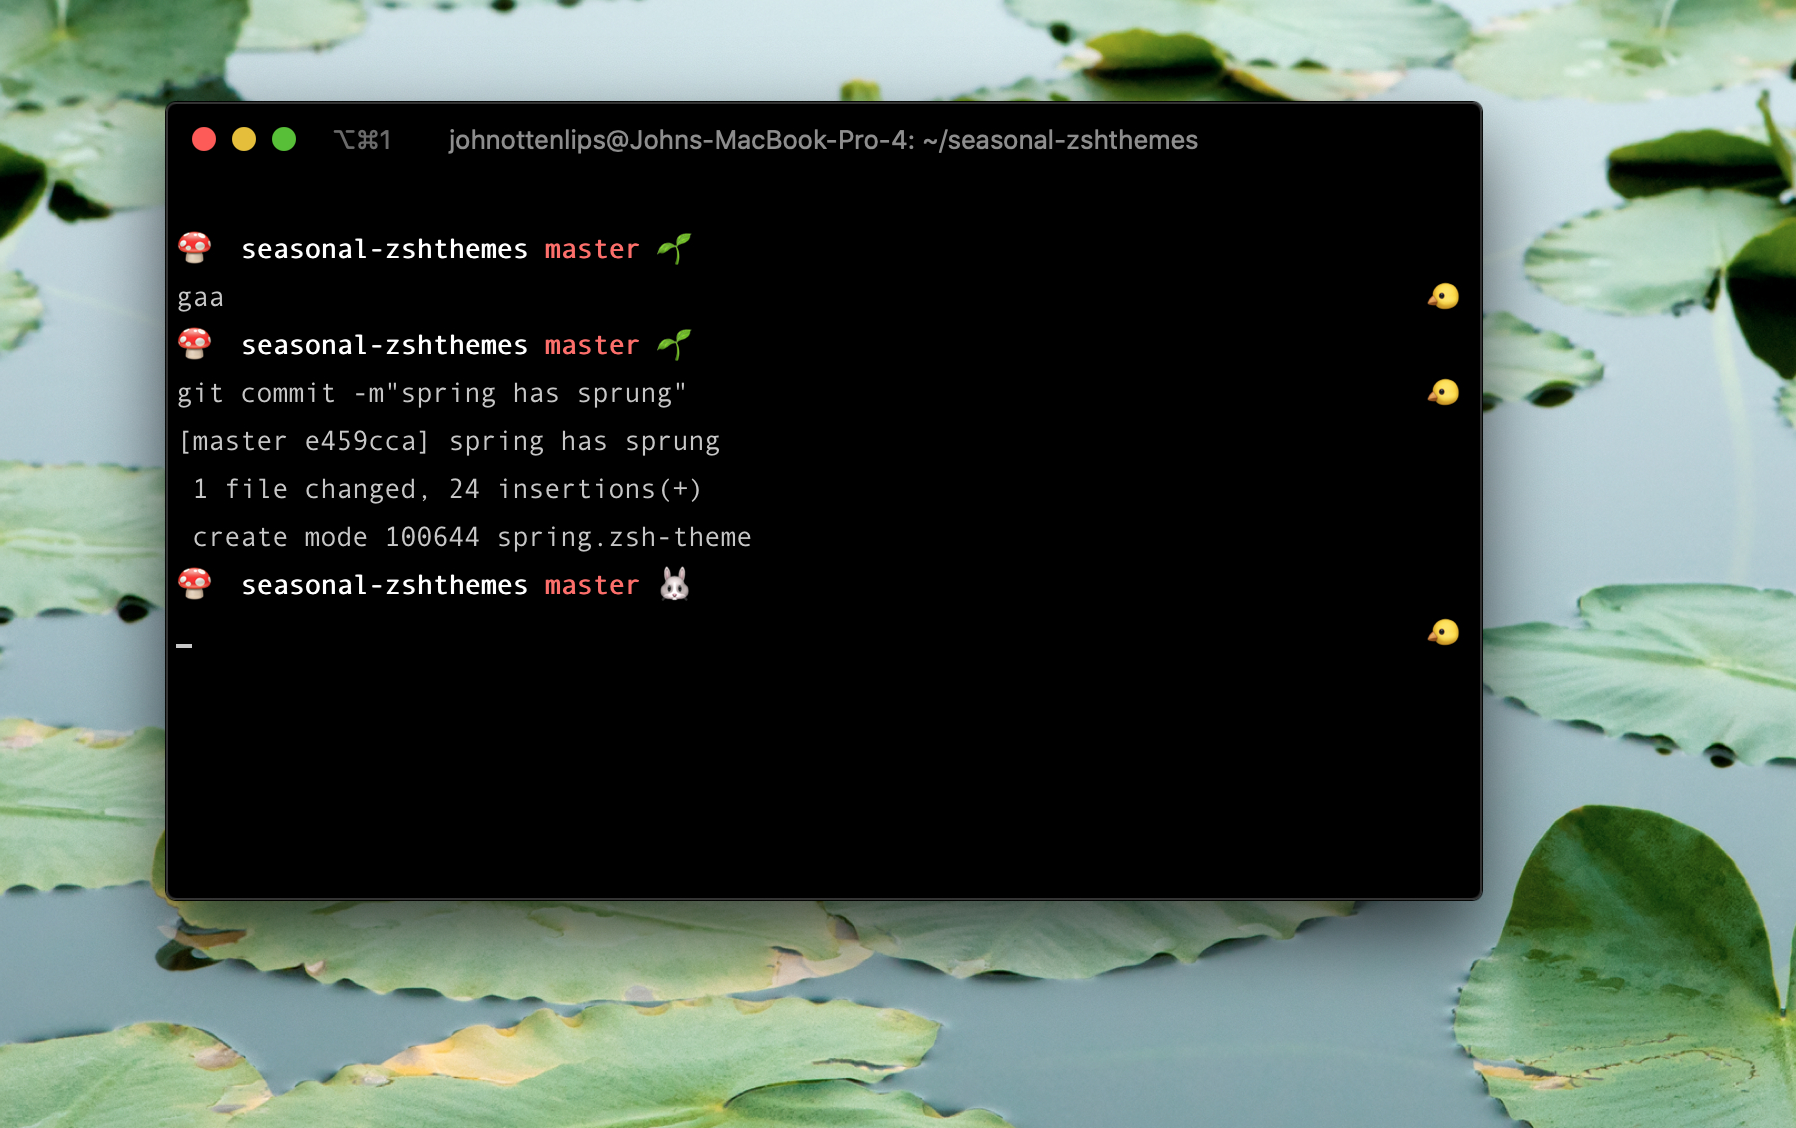 ⌥⌘1 johnottenlips@Johns-MacBook-Pro-4: ~/seasonal-zshthemes
seasonal-zshthemes master
gaa
seasonal-zshthemes master
git commit -m"spring has sprung"
[master e459cca] spring has sprung
1 file changed, 24 insertions(+)
create mode 100644 spring.zsh-theme
seasonal-zshthemes master